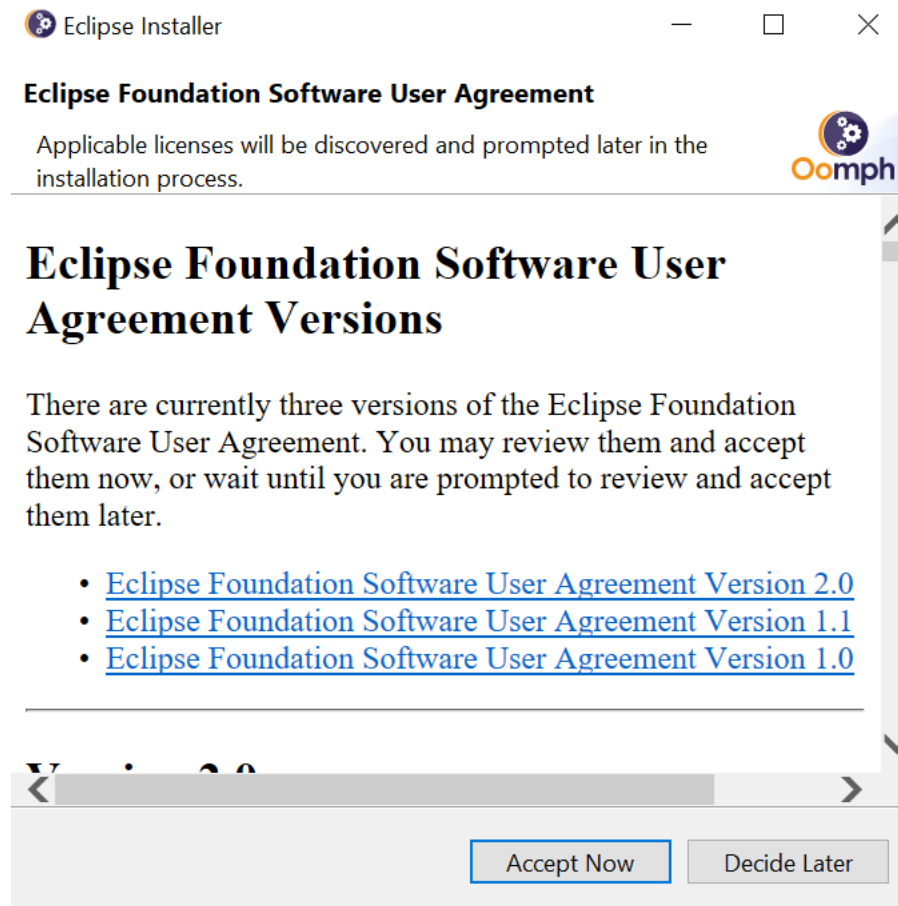 Eclipse Installer
Eclipse Foundation Software User Agreement
Applicable licenses will be discovered and prompted later in the
installation process.
Oomph
Eclipse Foundation Software User
Agreement Versions
There are currently three versions of the Eclipse Foundation
Software User Agreement. You may review them and accept
them now, or wait until you are prompted to review and accept
them later.
• Eclipse Foundation Software User Agreement Version 2.0
• Eclipse Foundation Software User Agreement Version 1.1
• Eclipse Foundation Software User Agreement Version 1.0
Version 2.0
Accept Now
Decide Later